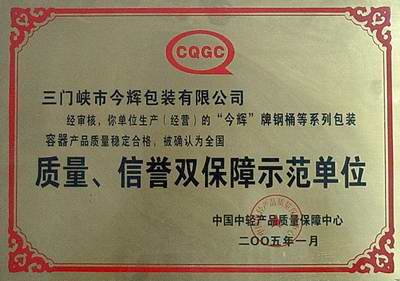 CQGC
三门峡市今辉包装有限公司
经审核，你单位生产（经营）的“今辉”牌钢桶等系列包装
容器产品质量稳定合格，被确认为全国
质量、信誉双保障示范单位
中国中轻产品质量保障中心
二〇〇五年一月